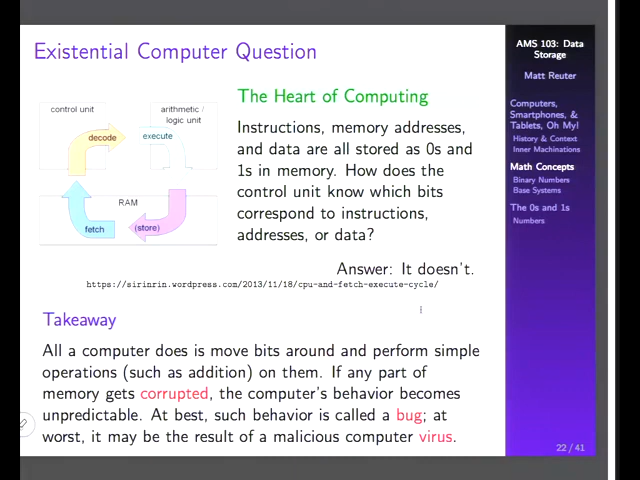 Existential Computer Question
control unit
arithmetic /
logic unit
decode
execute
RAM
fetch
(store)
The Heart of Computing
Instructions, memory addresses,
and data are all stored as 0s and
1s in memory. How does the
control unit know which bits
correspond to instructions,
addresses, or data?
Answer: It doesn't.
https://sirinrin.wordpress.com/2013/11/18/cpu-and-fetch-execute-cycle/
Takeaway
All a computer does is move bits around and perform simple
operations (such as addition) on them. If any part of
memory gets corrupted, the computer's behavior becomes
unpredictable. At best, such behavior is called a bug; at
worst, it may be the result of a malicious computer virus.
AMS 103: Data
Storage
Matt Reuter
Computers,
Smartphones, &
Tablets, Oh My!
History & Context
Inner Machinations
Math Concepts
Binary Numbers
Base Systems
The 0s and 1s
Numbers
22 / 41